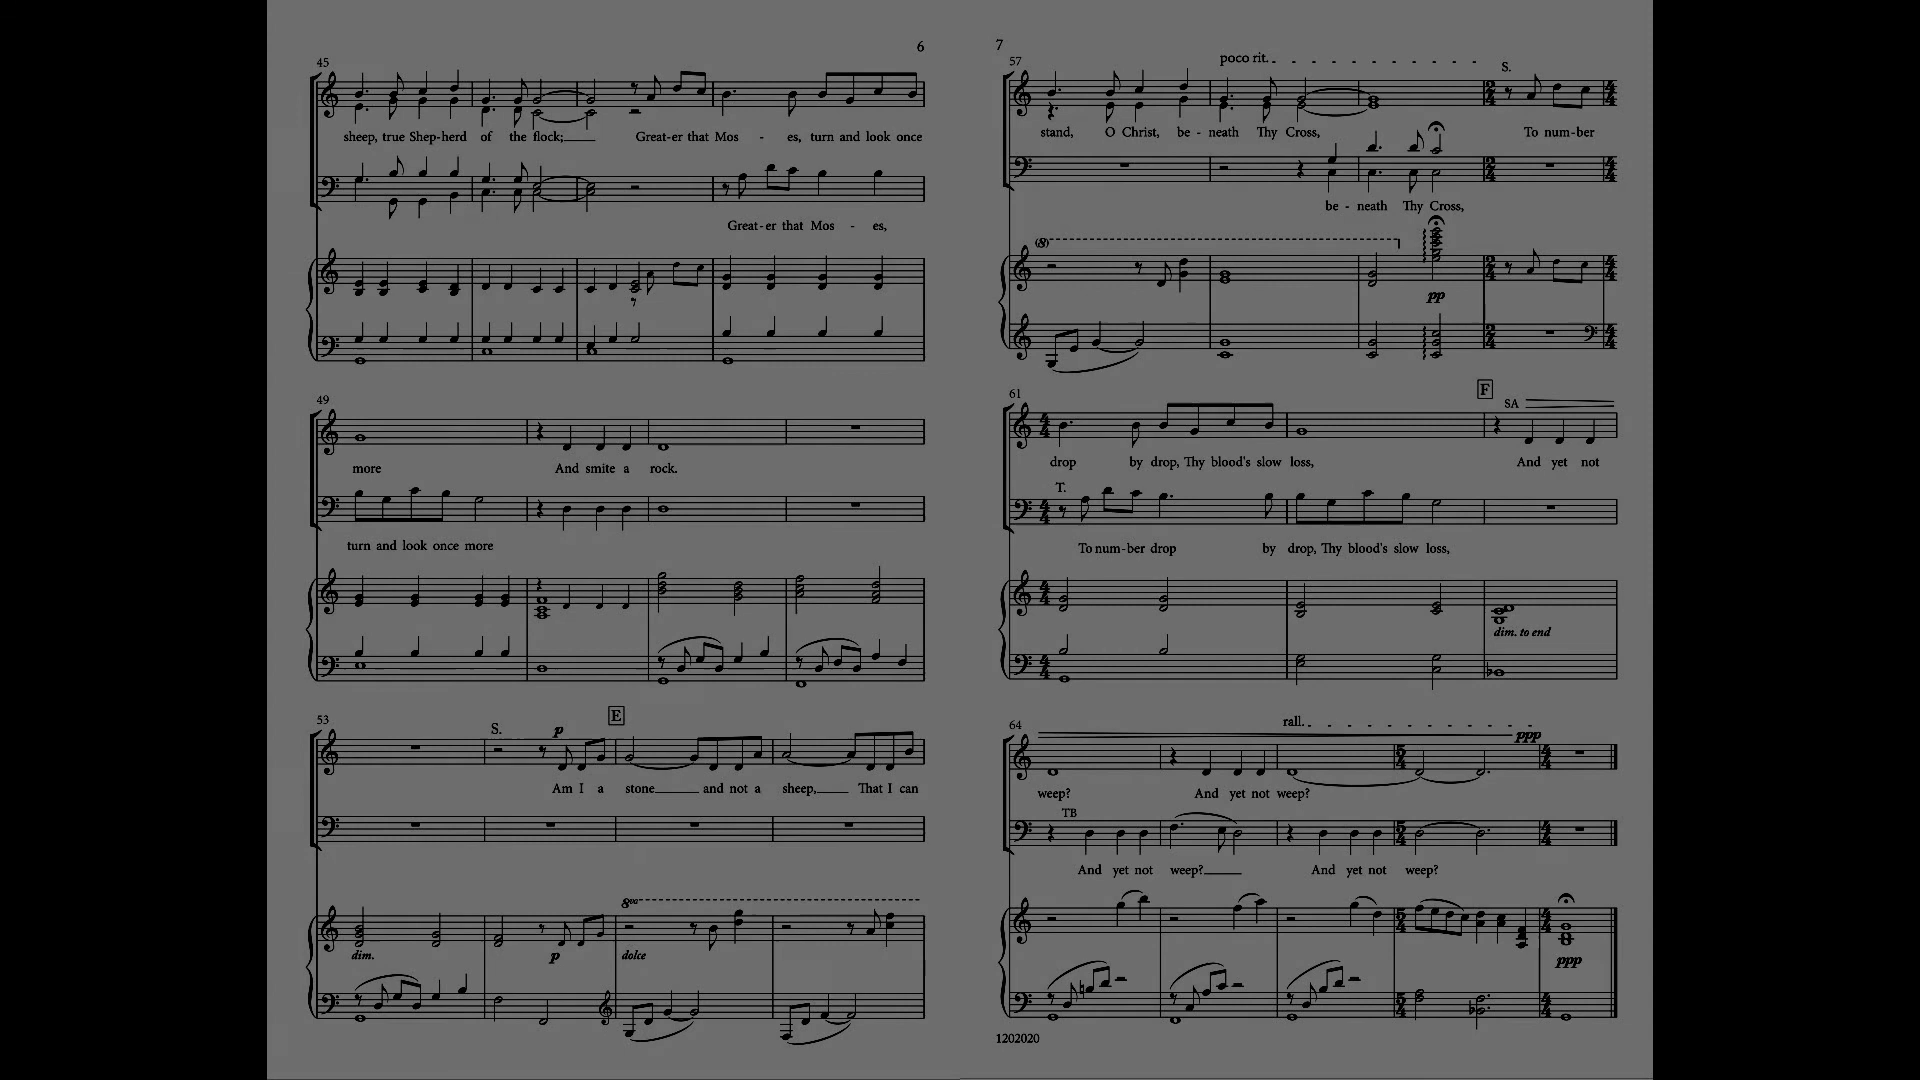 6
45
sheep, true Shep-herd of the flock; Great-er that Mos - es, turn and look once
Great-er that Mos - es,
49
more And smite a rock.
turn and look once more
53
S. p E
Am I a stone and not a sheep, That I can
8va
dim. p dolce
7
57 poco rit. S.
stand, O Christ, be - neath Thy Cross, To num-ber
be - neath Thy Cross,
(8)
pp
61 F
SA
drop by drop, Thy blood's slow loss, And yet not
T.
To num-ber drop by drop, Thy blood's slow loss,
dim. to end
64 rall. ppp
weep? And yet not weep?
TB
And yet not weep? And yet not weep?
ppp
1202020